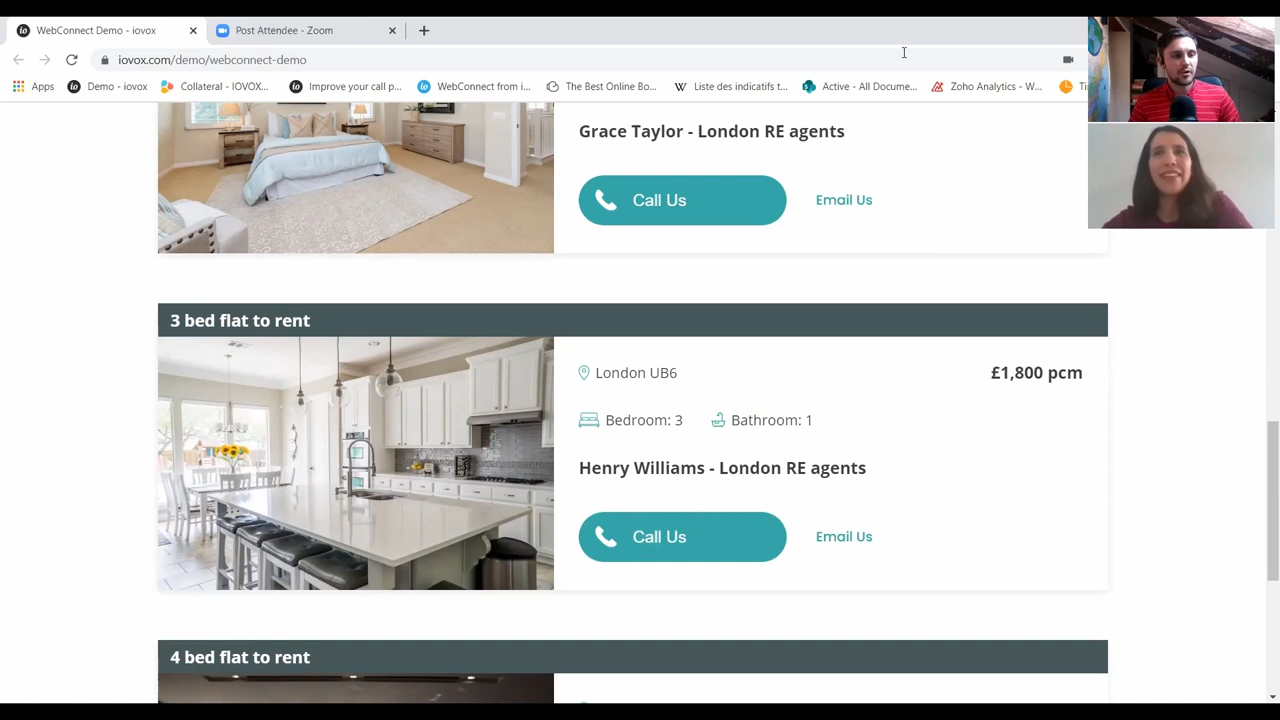 WebConnect Demo - iovox
Post Attendee - Zoom
iovox.com/demo/webconnect-demo
Apps
Demo - iovox
Collateral - IOVOX...
Improve your call p...
WebConnect from i...
The Best Online Bo...
Liste des indicatifs t...
Active - All Docume...
Zoho Analytics - W...
Grace Taylor - London RE agents
Call Us
Email Us
3 bed flat to rent
London UB6
£1,800 pcm
Bedroom: 3
Bathroom: 1
Henry Williams - London RE agents
Call Us
Email Us
4 bed flat to rent